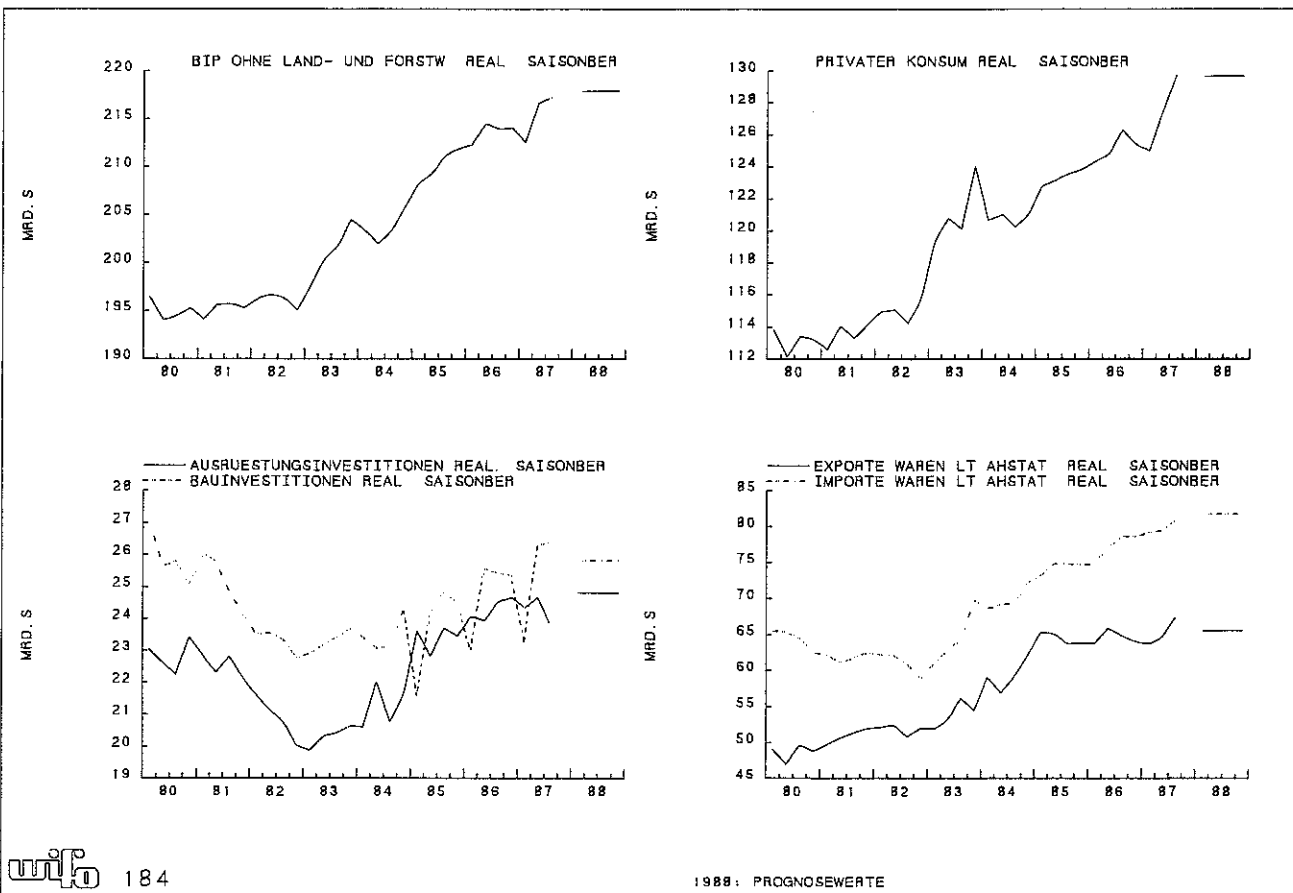 BIP OHNE LAND- UND FORSTW REAL SAISONBER
220
215
210
205
200
195
190
MRD. S
80 81 82 83 84 85 86 87 88
PRIVATER KONSUM REAL SAISONBER
130
128
126
124
122
120
118
116
114
112
MRD. S
80 81 82 83 84 85 86 87 88
AUSRUESTUNGSINVESTITIONEN REAL. SAISONBER
BAUINVESTITIONEN REAL SAISONBER
28
27
26
25
24
23
22
21
20
19
MRD. S
80 81 82 83 84 85 86 87 88
EXPORTE WAREN LT AHSTAT REAL SAISONBER
IMPORTE WAREN LT AHSTAT REAL SAISONBER
85
80
75
70
65
60
55
50
45
MRD. S
80 81 82 83 84 85 86 87 88
wifo 184
1988: PROGNOSEWERTE